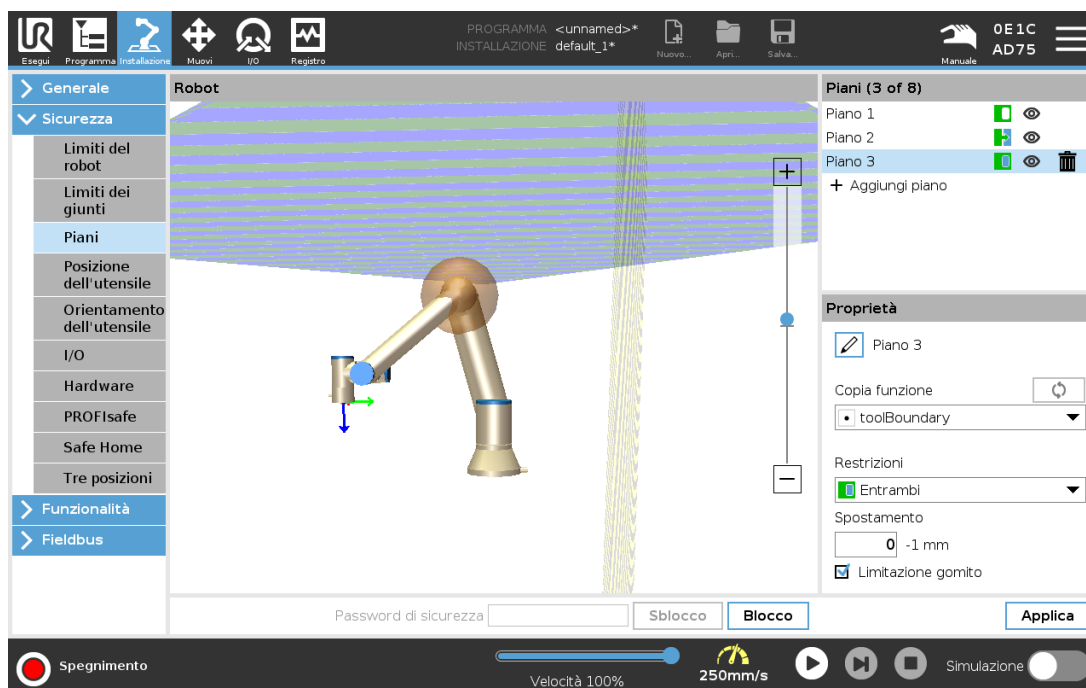 UR
PROGRAMMA <unnamed>*
INSTALLAZIONE default_1*
Esegui
Programma
Installazione
Muovi
I/O
Registro
Nuovo...
Apri...
Salva...
Manuale
0E1C
AD75
Generale
Sicurezza
Limiti del
robot
Limiti dei
giunti
Piani
Posizione
dell'utensile
Orientamento
dell'utensile
I/O
Hardware
PROFIsafe
Safe Home
Tre posizioni
Funzionalità
Fieldbus
Robot
+
−
Piani (3 of 8)
Piano 1
Piano 2
Piano 3
+ Aggiungi piano
Proprietà
Piano 3
Copia funzione
toolBoundary
Restrizioni
Entrambi
Spostamento
0 -1 mm
Limitazione gomito
Password di sicurezza
Sblocco
Blocco
Applica
Spegnimento
Velocità 100%
250mm/s
Simulazione